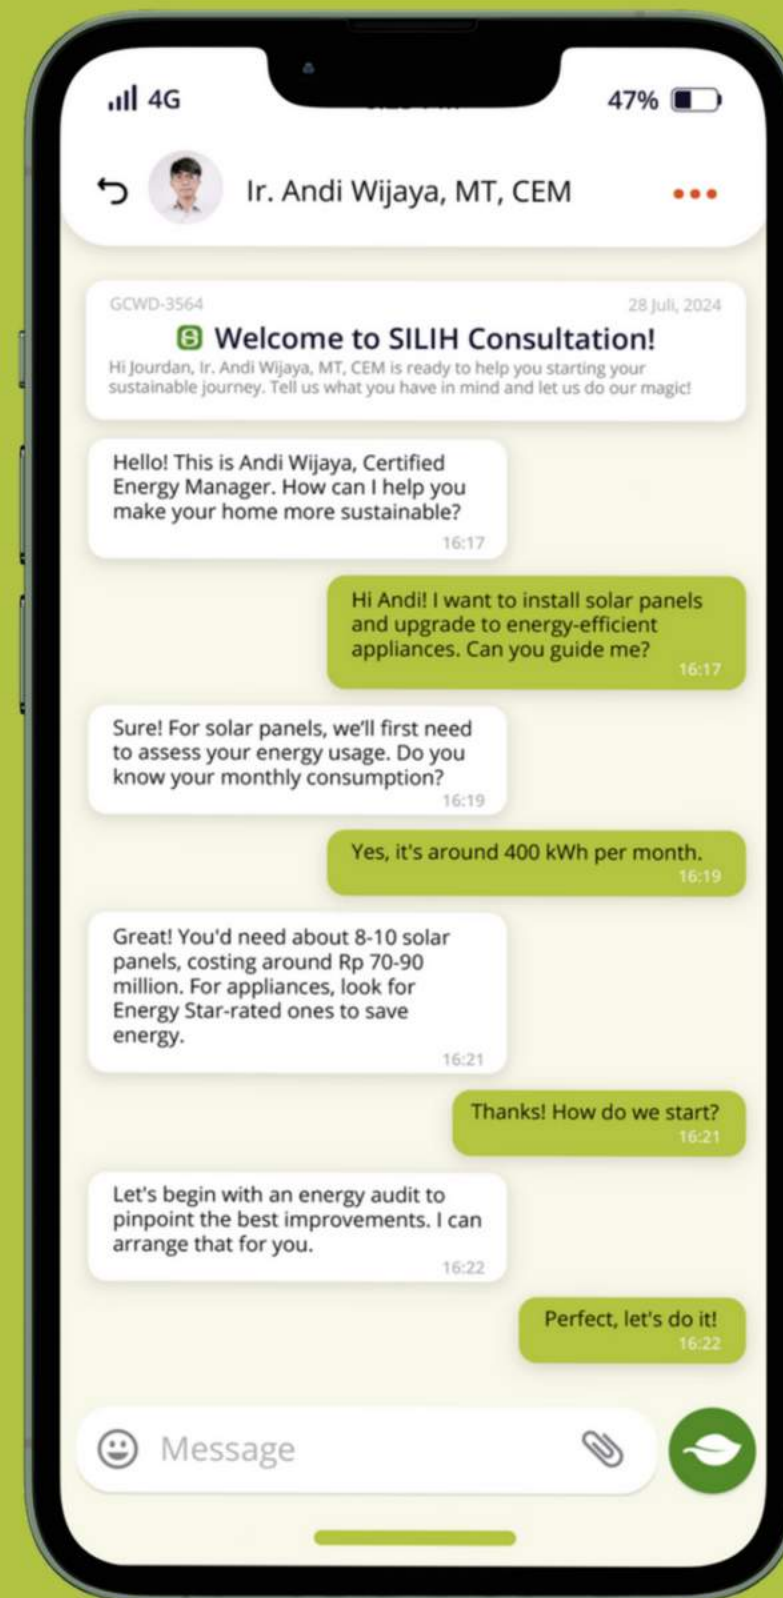 4G
47%
Ir. Andi Wijaya, MT, CEM
GCWD-3564
28 Juli, 2024
Welcome to SILIH Consultation!
Hi Jourdan, Ir. Andi Wijaya, MT, CEM is ready to help you starting your
sustainable journey. Tell us what you have in mind and let us do our magic!
Hello! This is Andi Wijaya, Certified
Energy Manager. How can I help you
make your home more sustainable?
16:17
Hi Andi! I want to install solar panels
and upgrade to energy-efficient
appliances. Can you guide me?
16:17
Sure! For solar panels, we’ll first need
to assess your energy usage. Do you
know your monthly consumption?
16:19
Yes, it's around 400 kWh per month.
16:19
Great! You'd need about 8-10 solar
panels, costing around Rp 70-90
million. For appliances, look for
Energy Star-rated ones to save
energy.
16:21
Thanks! How do we start?
16:21
Let's begin with an energy audit to
pinpoint the best improvements. I can
arrange that for you.
16:22
Perfect, let's do it!
16:22
Message